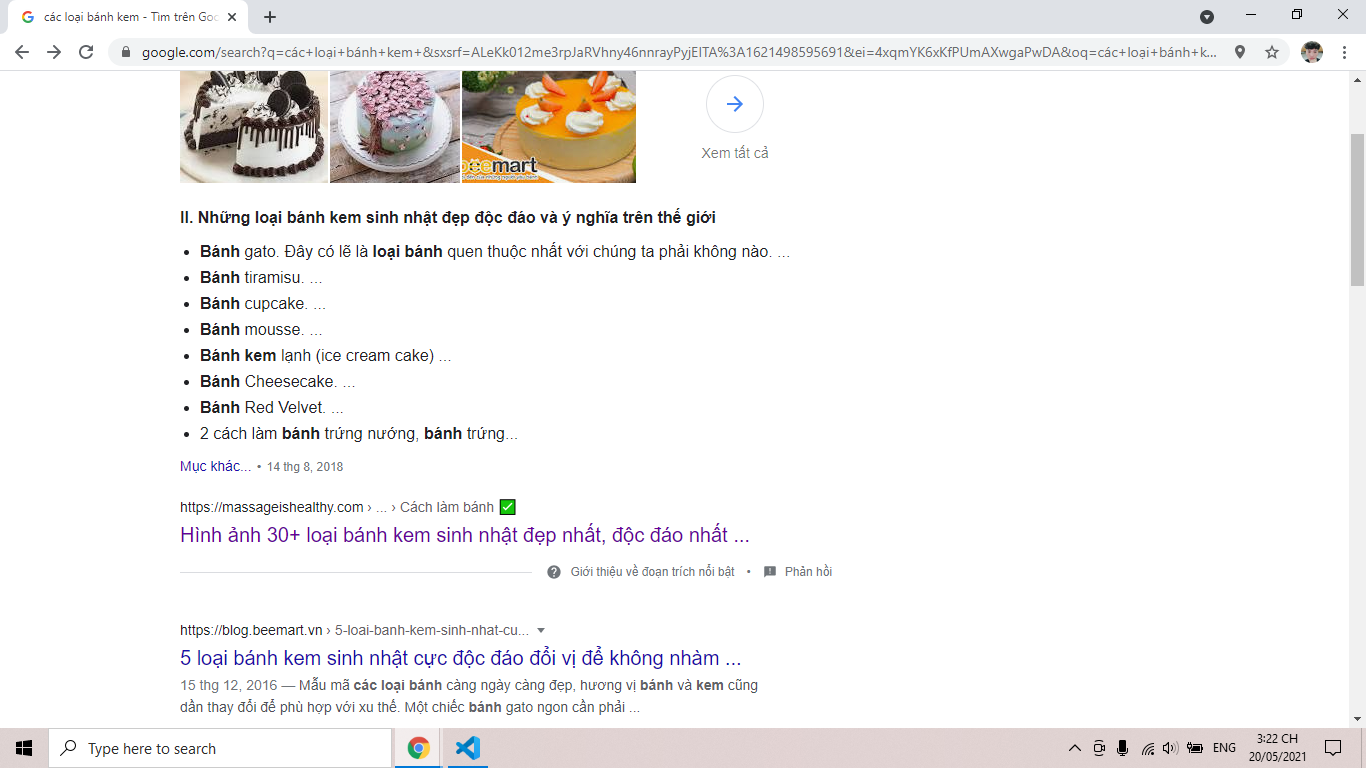 các loại bánh kem - Tìm trên Goo
google.com/search?q=các+loại+bánh+kem+&sxsrf=ALeKk012me3rpJaRVhny46nnrayPyjEITA%3A1621498595691&ei=4xqmYK6xKfPUmAXwgaPwDA&oq=các+loại+bánh+k...
beemart
Xem tất cả
II. Những loại bánh kem sinh nhật đẹp độc đáo và ý nghĩa trên thế giới
• Bánh gato. Đây có lẽ là loại bánh quen thuộc nhất với chúng ta phải không nào. ...
• Bánh tiramisu. ...
• Bánh cupcake. ...
• Bánh mousse. ...
• Bánh kem lạnh (ice cream cake) ...
• Bánh Cheesecake. ...
• Bánh Red Velvet. ...
• 2 cách làm bánh trứng nướng, bánh trứng...
Mục khác... • 14 thg 8, 2018
https://massageishealthy.com › ... › Cách làm bánh ✅
Hình ảnh 30+ loại bánh kem sinh nhật đẹp nhất, độc đáo nhất ...
Giới thiệu về đoạn trích nổi bật • Phản hồi
https://blog.beemart.vn › 5-loai-banh-kem-sinh-nhat-cu...
5 loại bánh kem sinh nhật cực độc đáo đổi vị để không nhàm ...
15 thg 12, 2016 — Mẫu mã các loại bánh càng ngày càng đẹp, hương vị bánh và kem cũng
dần thay đổi để phù hợp với xu thế. Một chiếc bánh gato ngon cần phải ...
Type here to search
ENG
3:22 CH
20/05/2021